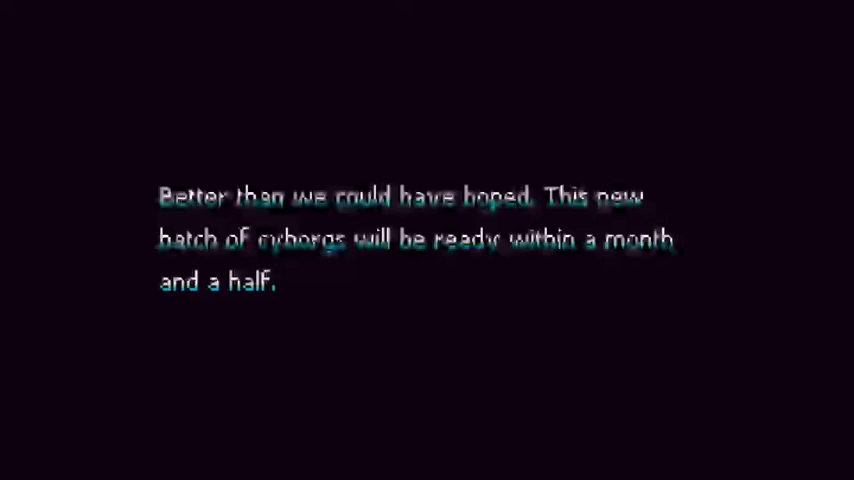 Better than we could have hoped. This new
batch of cyborgs will be ready within a month
and a half.